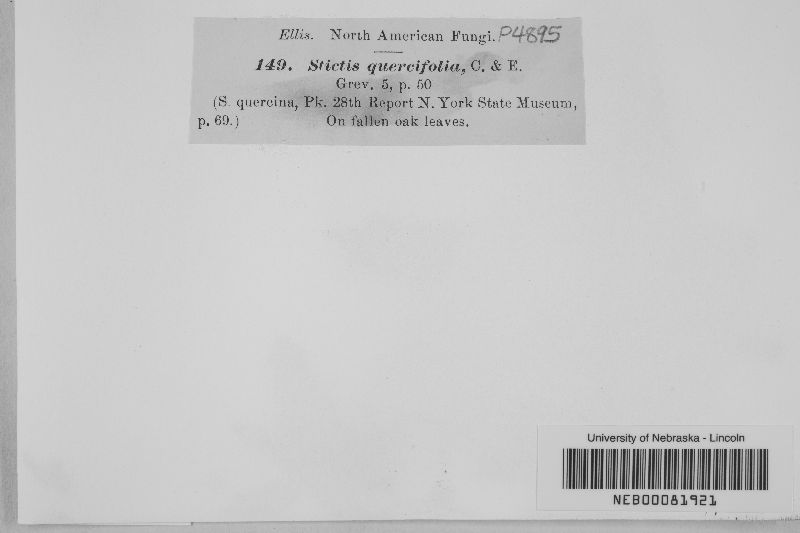 Ellis. North American Fungi. P4895
149. Stictis quercifolia, C. & E.
Grev. 5, p. 50
(S. quercina, Pk. 28th Report N. York State Museum,
p. 69.) On fallen oak leaves.
University of Nebraska - Lincoln
NEB00081921